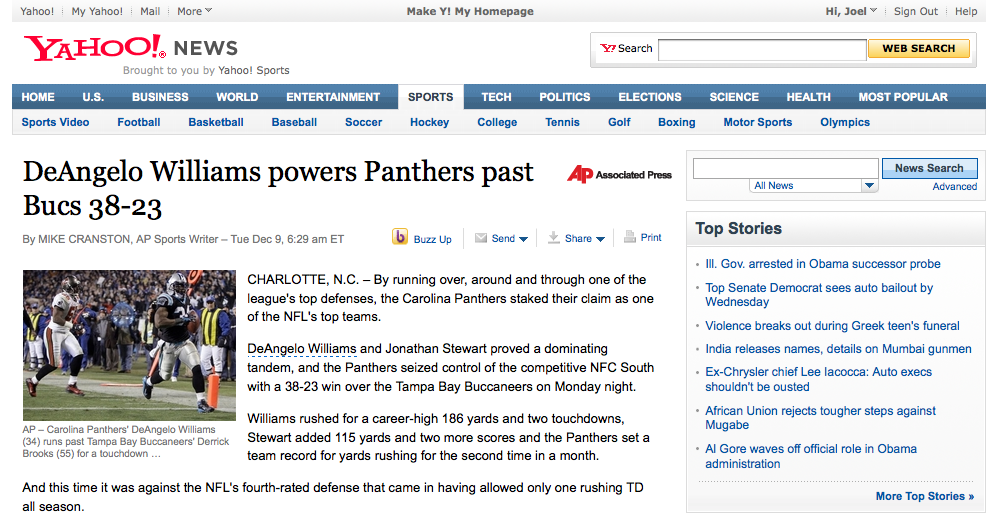 Yahoo! My Yahoo! Mail More Make Y! My Homepage Hi, Joel Sign Out Help
YAHOO! NEWS
Brought to you by Yahoo! Sports
Y! Search WEB SEARCH
HOME U.S. BUSINESS WORLD ENTERTAINMENT SPORTS TECH POLITICS ELECTIONS SCIENCE HEALTH MOST POPULAR
Sports Video Football Basketball Baseball Soccer Hockey College Tennis Golf Boxing Motor Sports Olympics
DeAngelo Williams powers Panthers past
Bucs 38-23
AP Associated Press
By MIKE CRANSTON, AP Sports Writer – Tue Dec 9, 6:29 am ET
b Buzz Up Send Share Print
CHARLOTTE, N.C. – By running over, around and through one of the
league's top defenses, the Carolina Panthers staked their claim as one
of the NFL's top teams.
DeAngelo Williams and Jonathan Stewart proved a dominating
tandem, and the Panthers seized control of the competitive NFC South
with a 38-23 win over the Tampa Bay Buccaneers on Monday night.
Williams rushed for a career-high 186 yards and two touchdowns,
Stewart added 115 yards and two more scores and the Panthers set a
team record for yards rushing for the second time in a month.
AP – Carolina Panthers' DeAngelo Williams
(34) runs past Tampa Bay Buccaneers' Derrick
Brooks (55) for a touchdown …
And this time it was against the NFL's fourth-rated defense that came in having allowed only one rushing TD
all season.
News Search
All News
Advanced
Top Stories
Ill. Gov. arrested in Obama successor probe
Top Senate Democrat sees auto bailout by
Wednesday
Violence breaks out during Greek teen's funeral
India releases names, details on Mumbai gunmen
Ex-Chrysler chief Lee Iacocca: Auto execs
shouldn't be ousted
African Union rejects tougher steps against
Mugabe
Al Gore waves off official role in Obama
administration
More Top Stories »